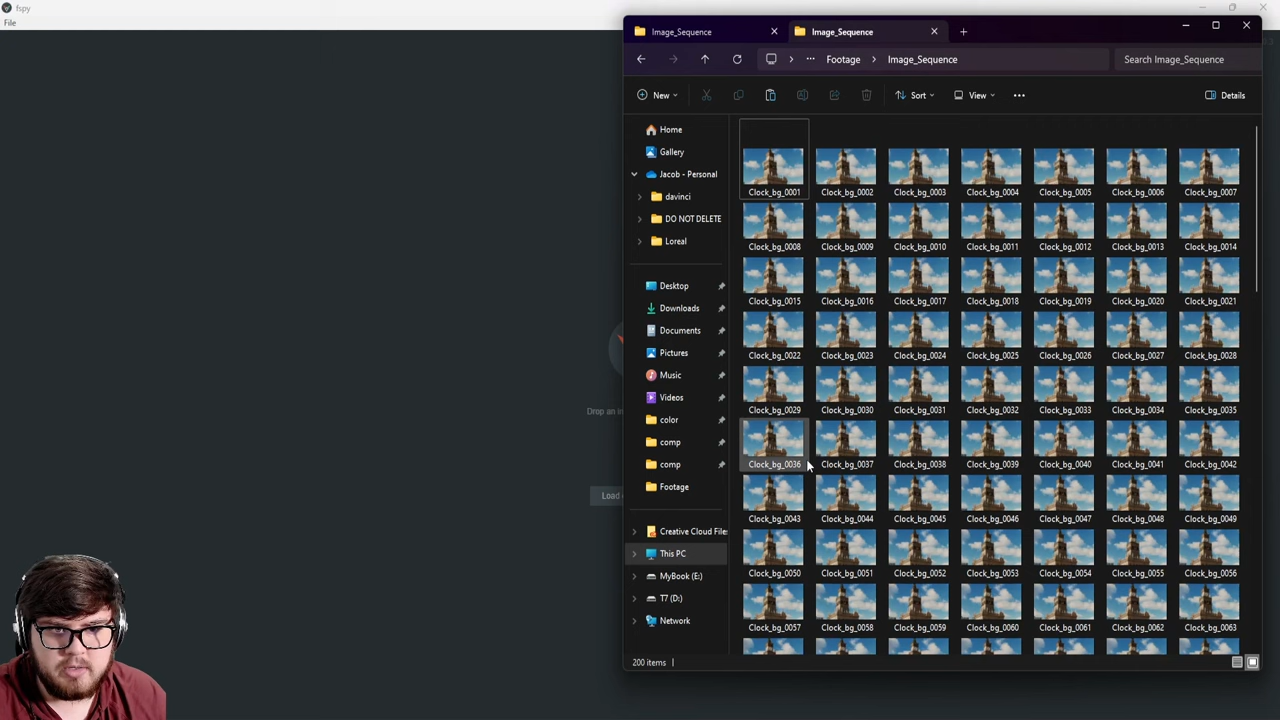 fspy
File
Image_Sequence
Image_Sequence
Footage
Image_Sequence
Search Image_Sequence
New
Sort
View
Details
Home
Gallery
Jacob - Personal
davinci
DO NOT DELETE
Loreal
Desktop
Downloads
Documents
Pictures
Music
Videos
color
comp
comp
Footage
Creative Cloud Files
This PC
MyBook (E:)
T7 (D:)
Network
Clock_bg_0001 Clock_bg_0002 Clock_bg_0003 Clock_bg_0004 Clock_bg_0005 Clock_bg_0006 Clock_bg_0007
Clock_bg_0008 Clock_bg_0009 Clock_bg_0010 Clock_bg_0011 Clock_bg_0012 Clock_bg_0013 Clock_bg_0014
Clock_bg_0015 Clock_bg_0016 Clock_bg_0017 Clock_bg_0018 Clock_bg_0019 Clock_bg_0020 Clock_bg_0021
Clock_bg_0022 Clock_bg_0023 Clock_bg_0024 Clock_bg_0025 Clock_bg_0026 Clock_bg_0027 Clock_bg_0028
Clock_bg_0029 Clock_bg_0030 Clock_bg_0031 Clock_bg_0032 Clock_bg_0033 Clock_bg_0034 Clock_bg_0035
Clock_bg_0036 Clock_bg_0037 Clock_bg_0038 Clock_bg_0039 Clock_bg_0040 Clock_bg_0041 Clock_bg_0042
Clock_bg_0043 Clock_bg_0044 Clock_bg_0045 Clock_bg_0046 Clock_bg_0047 Clock_bg_0048 Clock_bg_0049
Clock_bg_0050 Clock_bg_0051 Clock_bg_0052 Clock_bg_0053 Clock_bg_0054 Clock_bg_0055 Clock_bg_0056
Clock_bg_0057 Clock_bg_0058 Clock_bg_0059 Clock_bg_0060 Clock_bg_0061 Clock_bg_0062 Clock_bg_0063
Drop an
Load
200 items